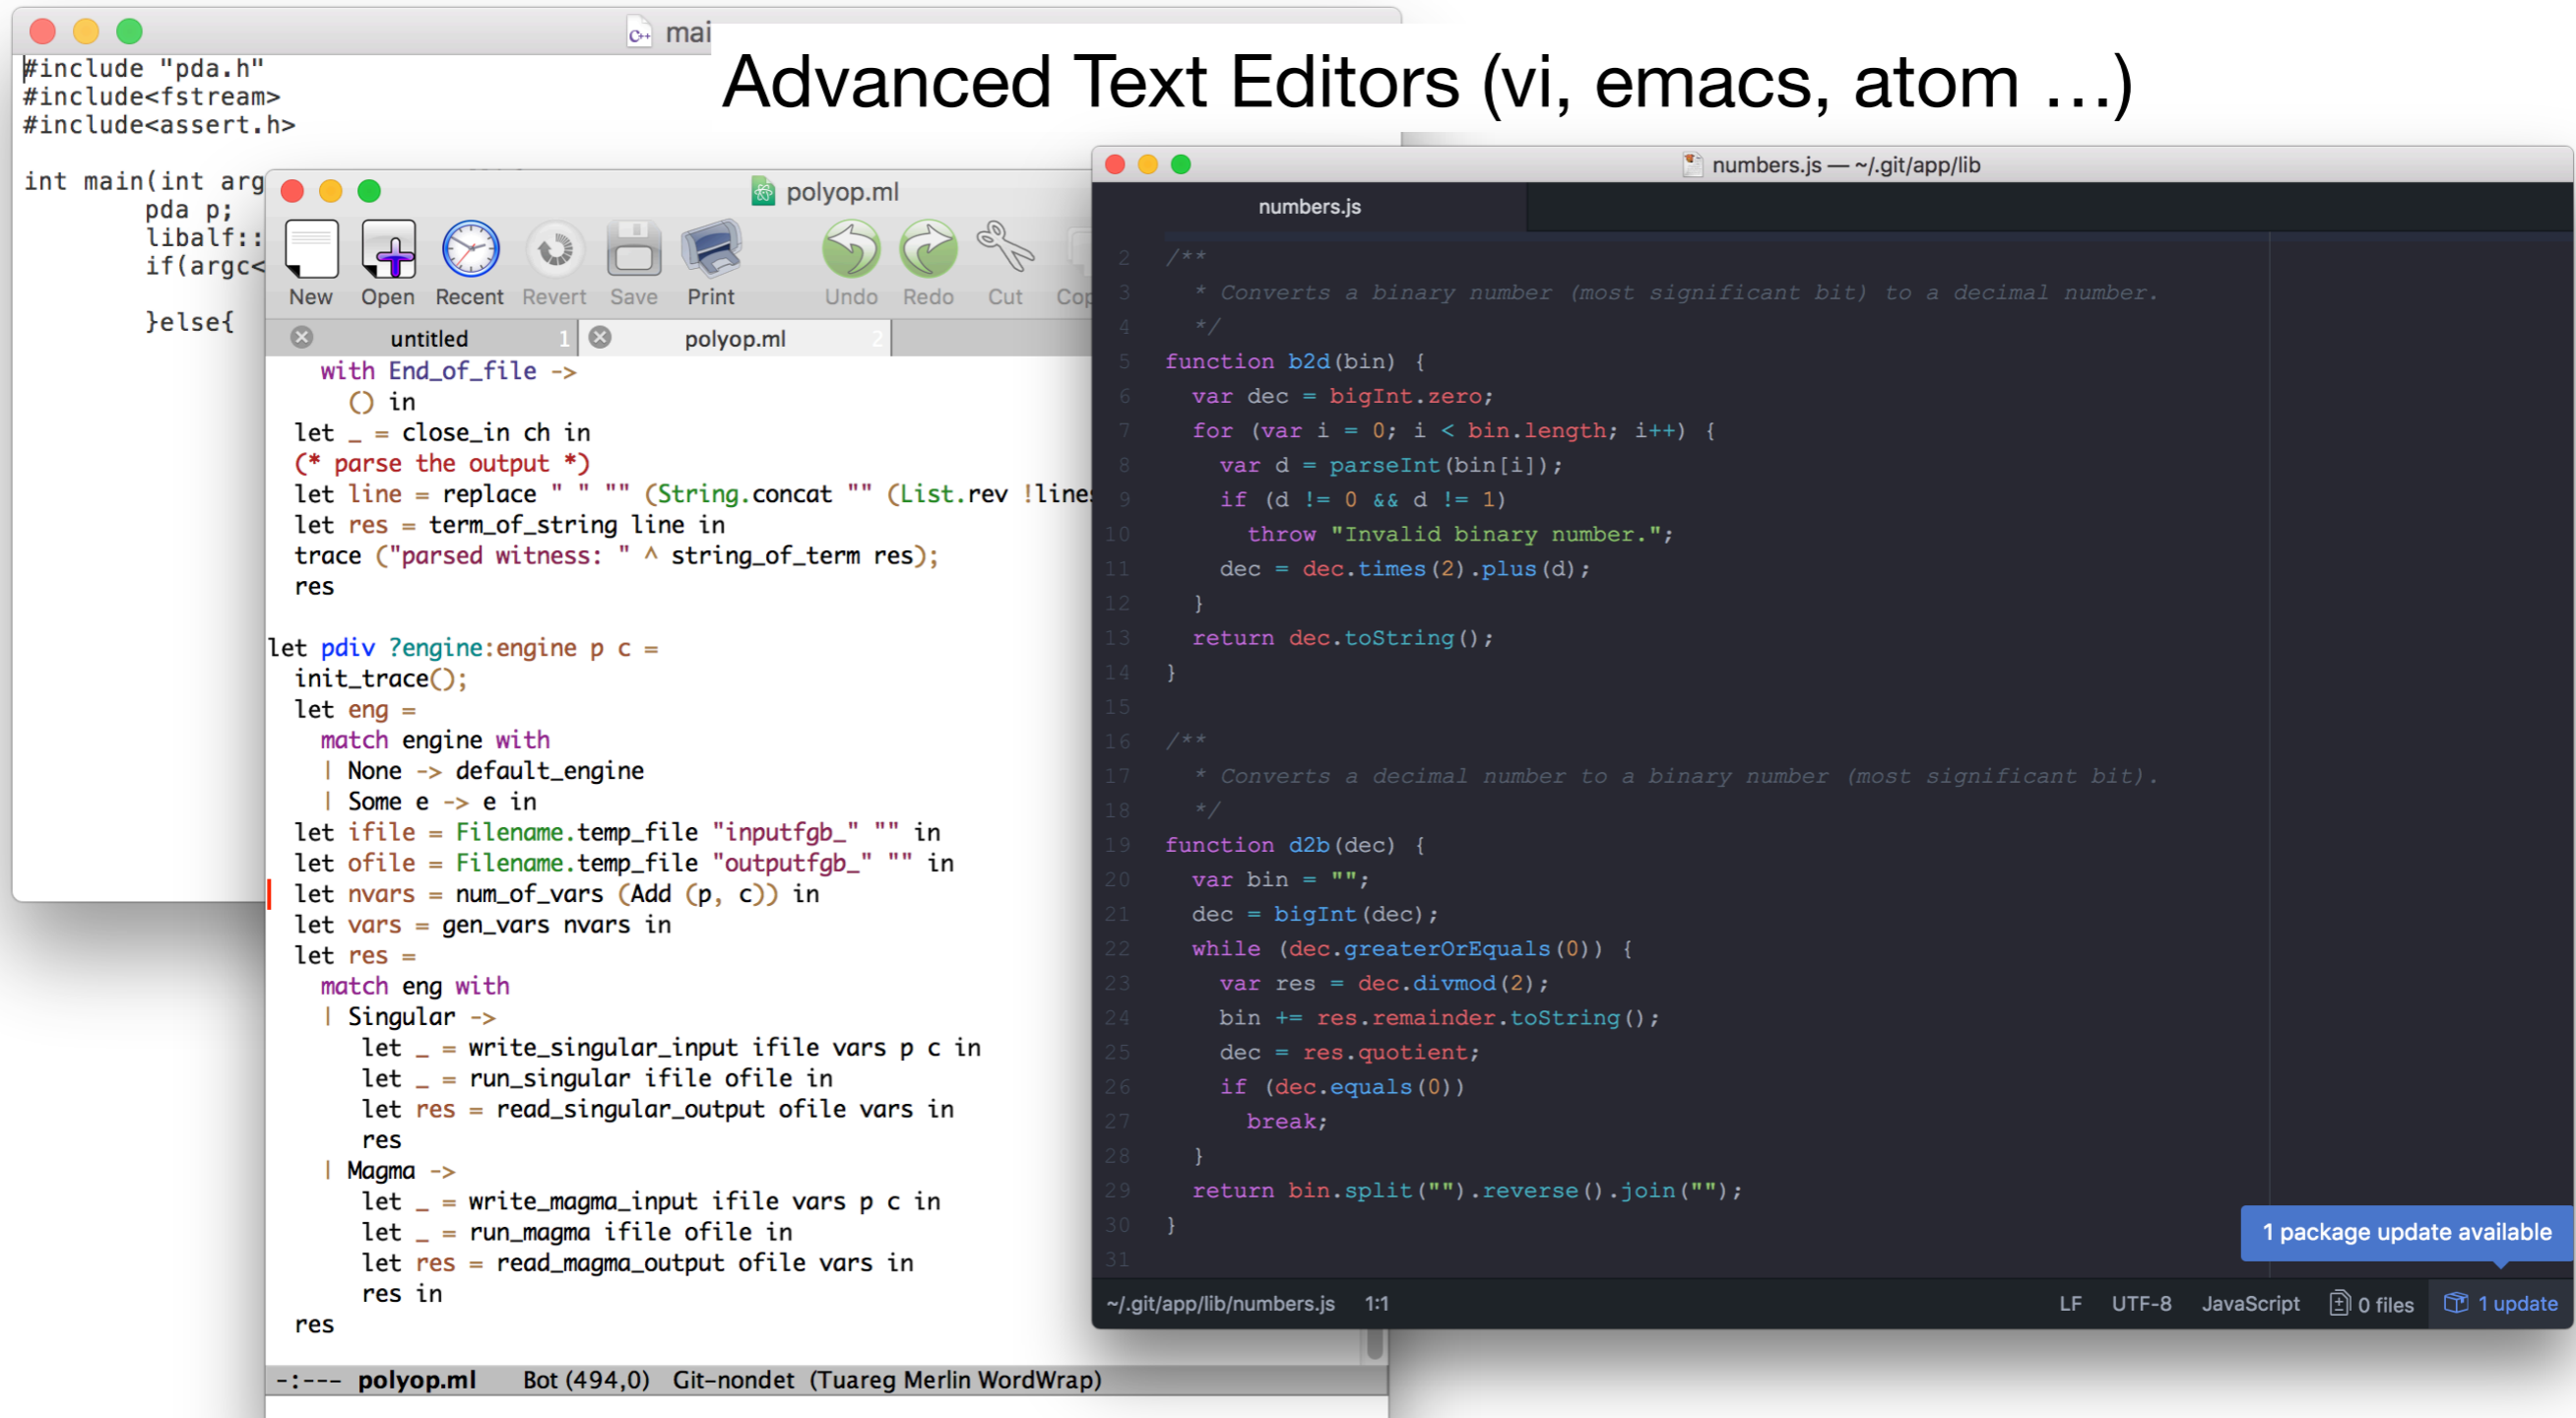 Advanced Text Editors (vi, emacs, atom ...)
#include "pda.h"
#include<fstream>
#include<assert.h>
int main(int
pda p;
libalf::
if(argc<
}else{
polyop.ml
New Open Recent Revert Save Print Undo Redo Cut
untitled 1 polyop.ml 2
with End_of_file ->
() in
let _ = close_in ch in
(* parse the output *)
let line = replace " " "" (String.concat "" (List.rev !lines
let res = term_of_string line in
trace ("parsed witness: " ^ string_of_term res);
res
let pdiv ?engine:engine p c =
init_trace();
let eng =
match engine with
| None -> default_engine
| Some e -> e in
let ifile = Filename.temp_file "inputfgb_" "" in
let ofile = Filename.temp_file "outputfgb_" "" in
let nvars = num_of_vars (Add (p, c)) in
let vars = gen_vars nvars in
let res =
match eng with
| Singular ->
let _ = write_singular_input ifile vars p c in
let _ = run_singular ifile ofile in
let res = read_singular_output ofile vars in
res
| Magma ->
let _ = write_magma_input ifile vars p c in
let _ = run_magma ifile ofile in
let res = read_magma_output ofile vars in
res in
res
-:--- polyop.ml Bot (494,0) Git-nondet (Tuareg Merlin WordWrap)
numbers.js — ~/.git/app/lib
numbers.js
2 /**
3 * Converts a binary number (most significant bit) to a decimal number.
4 */
5 function b2d(bin) {
6 var dec = bigInt.zero;
7 for (var i = 0; i < bin.length; i++) {
8 var d = parseInt(bin[i]);
9 if (d != 0 && d != 1)
10 throw "Invalid binary number.";
11 dec = dec.times(2).plus(d);
12 }
13 return dec.toString();
14 }
15
16 /**
17 * Converts a decimal number to a binary number (most significant bit).
18 */
19 function d2b(dec) {
20 var bin = "";
21 dec = bigInt(dec);
22 while (dec.greaterOrEquals(0)) {
23 var res = dec.divmod(2);
24 bin += res.remainder.toString();
25 dec = res.quotient;
26 if (dec.equals(0))
27 break;
28 }
29 return bin.split("").reverse().join("");
30 }
31
1 package update available
~/.git/app/lib/numbers.js 1:1 LF UTF-8 JavaScript 0 files 1 update